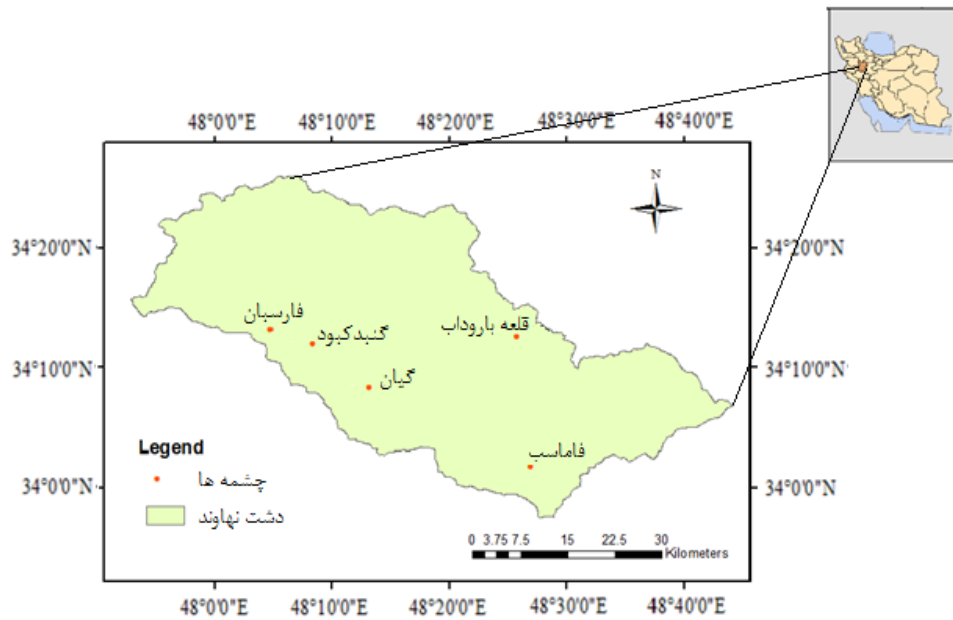 48°0'0"E 48°10'0"E 48°20'0"E 48°30'0"E 48°40'0"E
N
34°20'0"N 34°20'0"N
فارسبان
گنبدکبود
قلعه باروداب
34°10'0"N 34°10'0"N
گیان
فاماسب
Legend
چشمه ها
34°0'0"N 34°0'0"N
دشت نهاوند
0 3.75 7.5 15 22.5 30
Kilometers
48°0'0"E 48°10'0"E 48°20'0"E 48°30'0"E 48°40'0"E